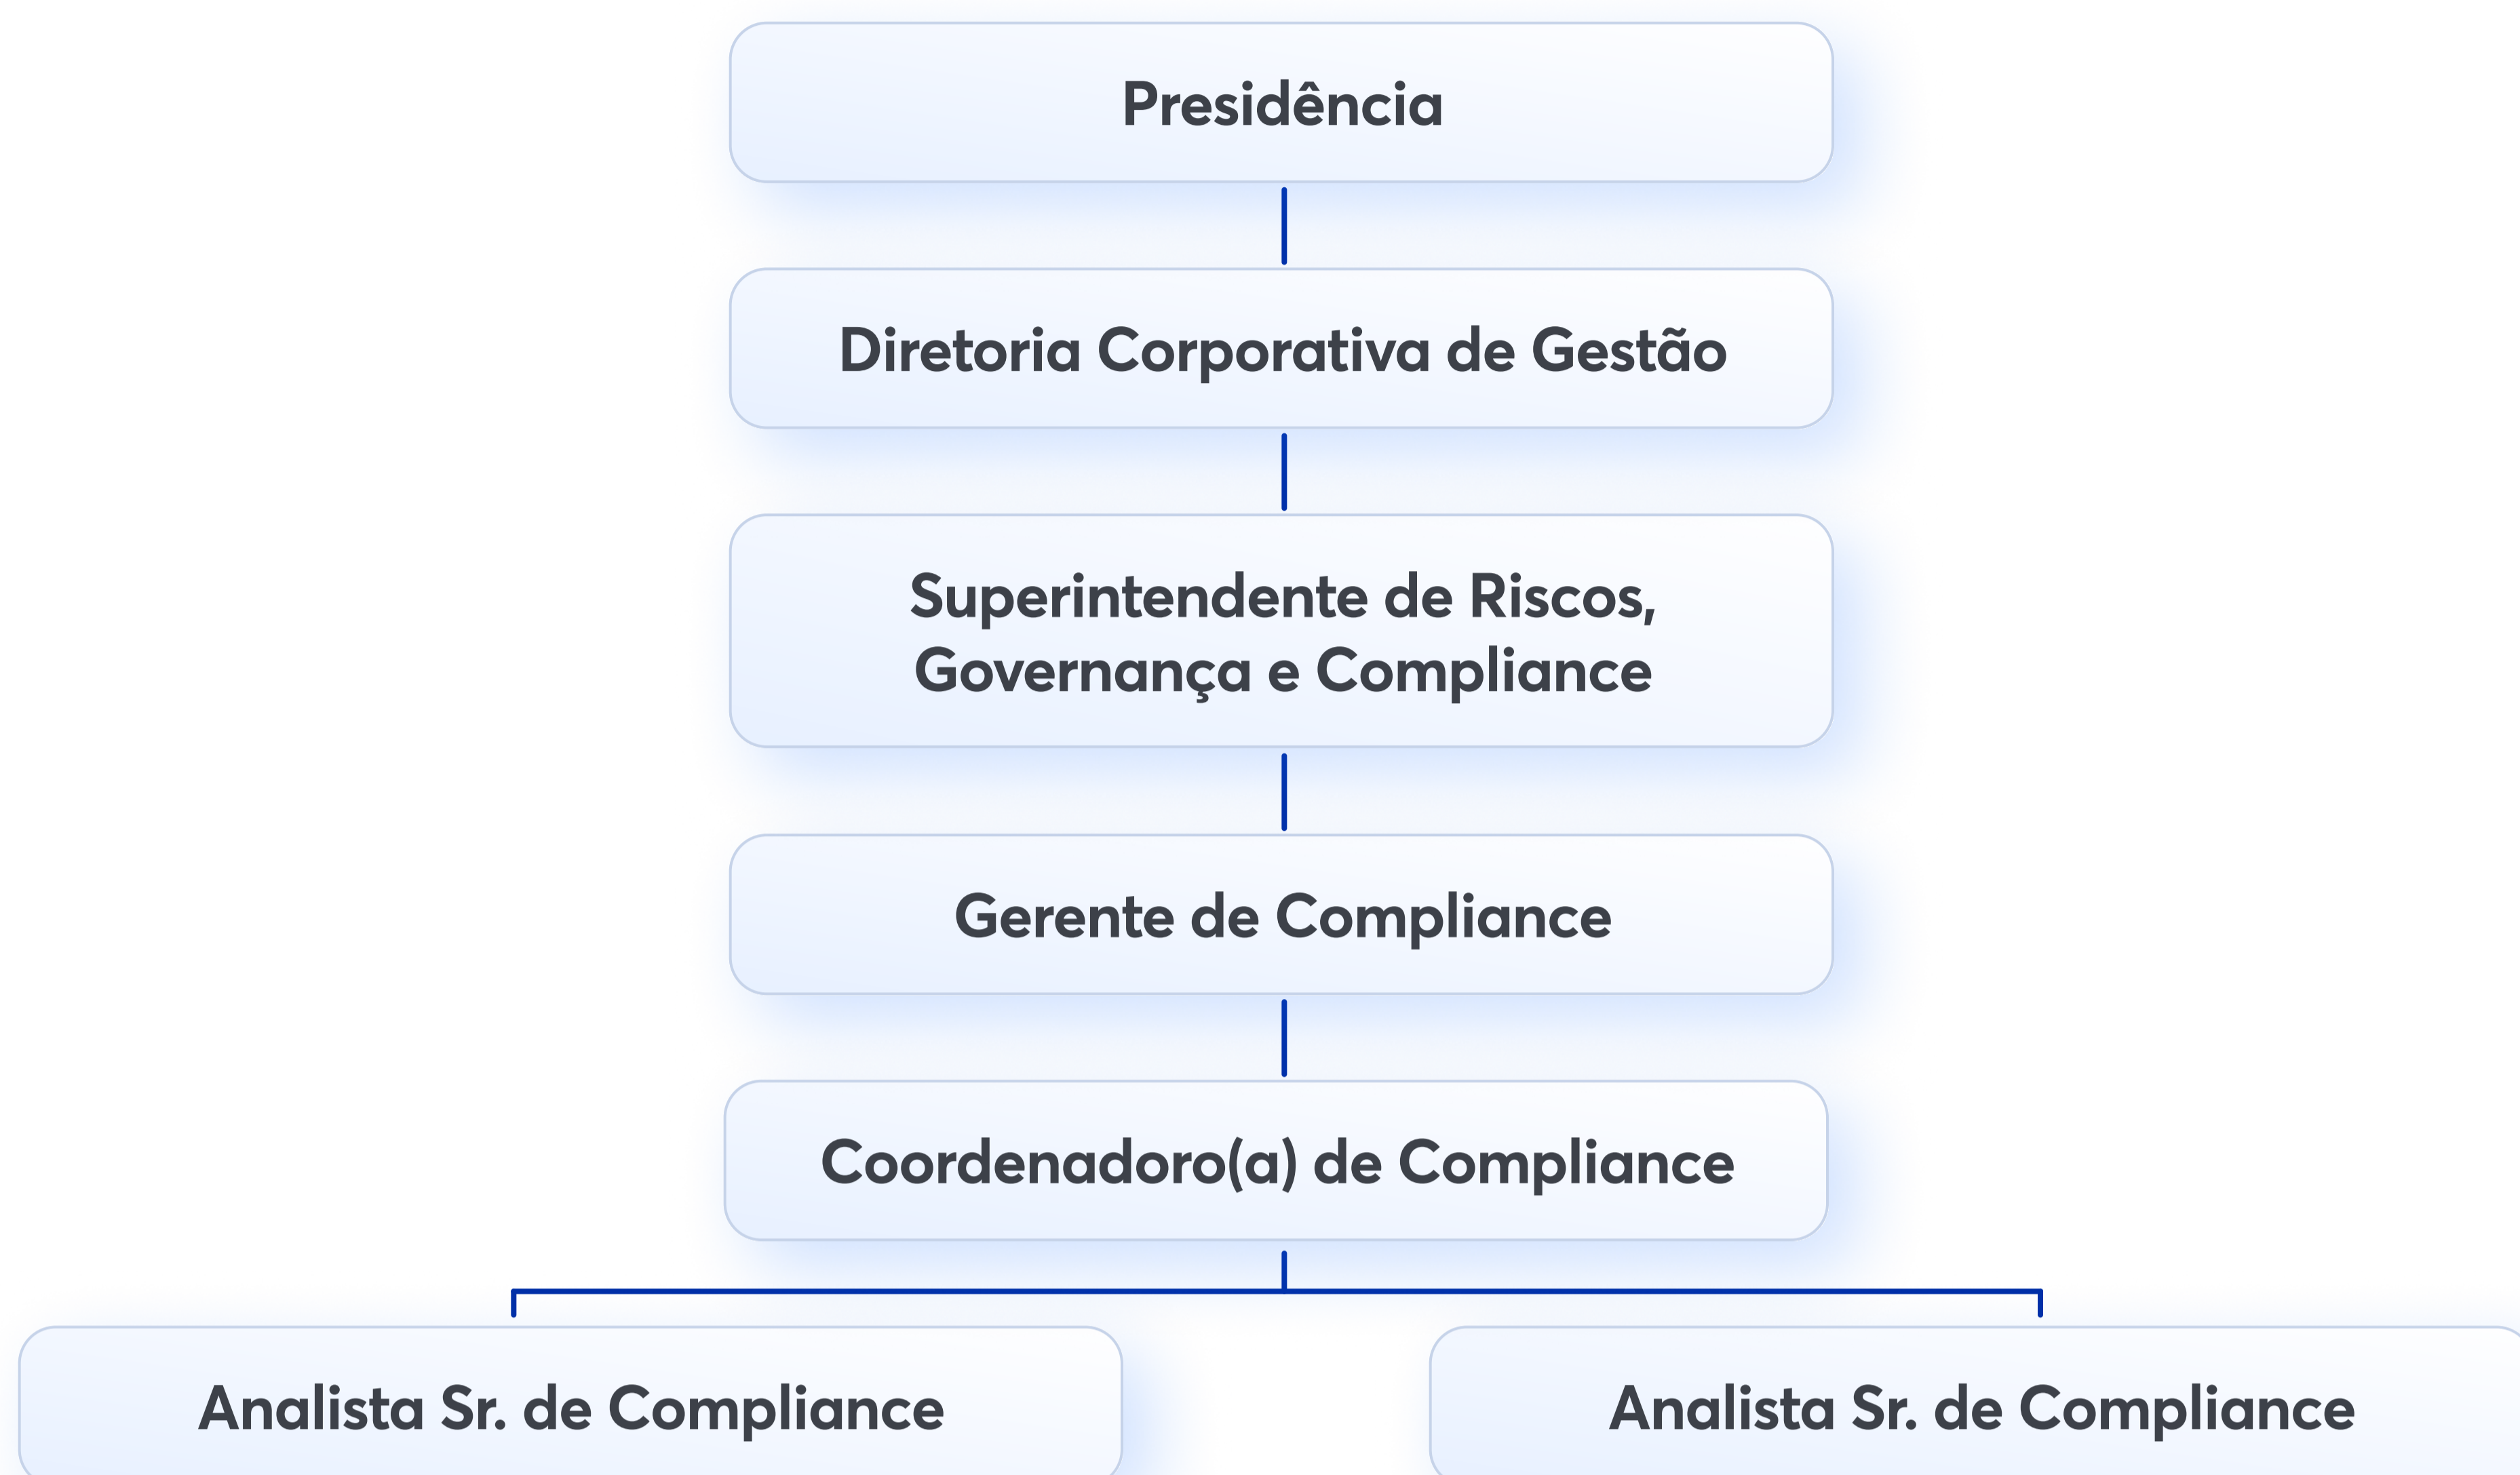 Presidência
Diretoria Corporativa de Gestão
Superintendente de Riscos,
Governança e Compliance
Gerente de Compliance
Coordenadoro(a) de Compliance
Analista Sr. de Compliance
Analista Sr. de Compliance